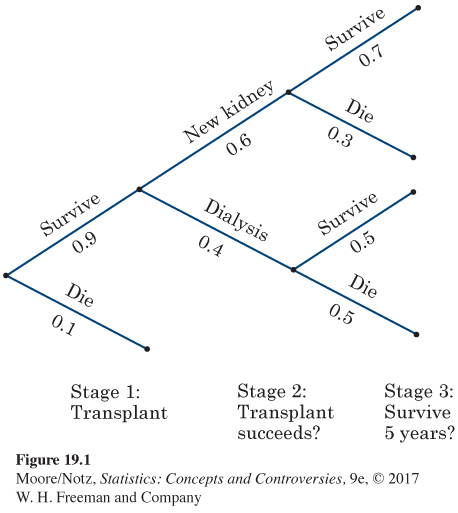 Survive
0.7
New kidney
0.6
Die
0.3
Survive
0.9
Dialysis
0.4
Survive
0.5
Die
0.1
Die
0.5
Stage 1:
Transplant
Stage 2:
Transplant
succeeds?
Stage 3:
Survive
5 years?
Figure 19.1
Moore/Notz, Statistics: Concepts and Controversies, 9e, © 2017
W. H. Freeman and Company